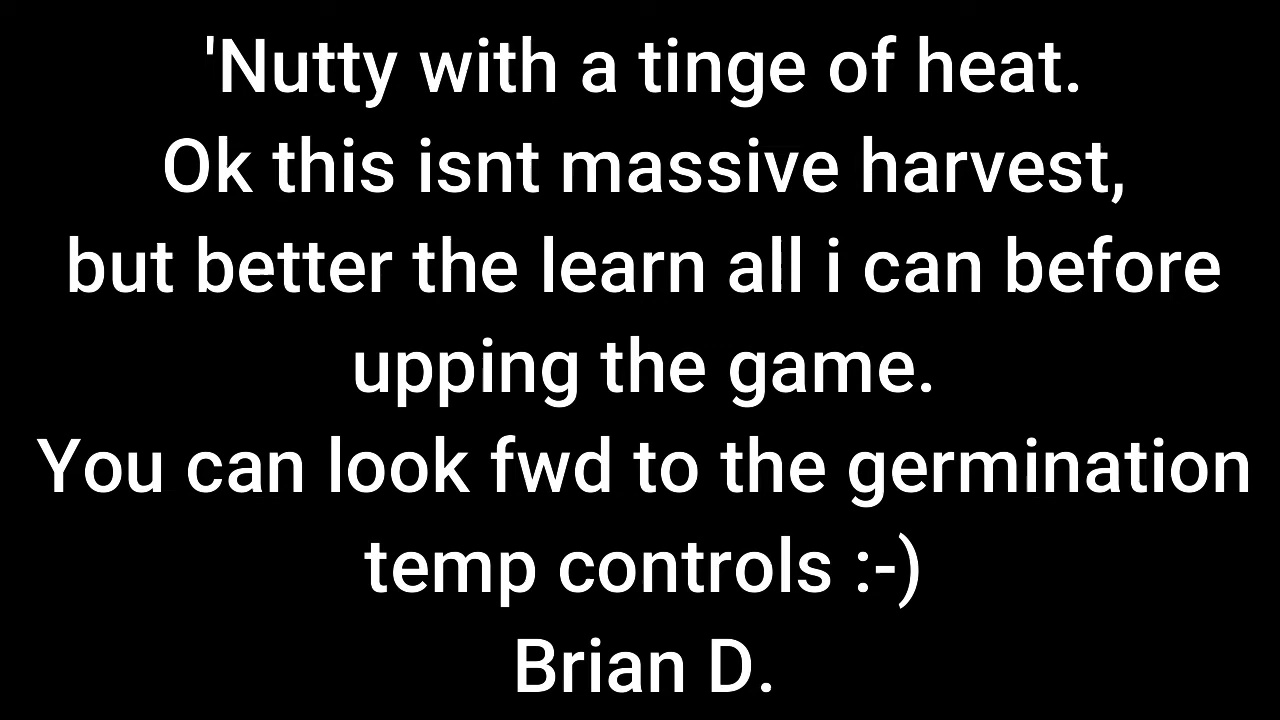 'Nutty with a tinge of heat.
Ok this isnt massive harvest,
but better the learn all i can before
upping the game.
You can look fwd to the germination
temp controls :-)
Brian D.